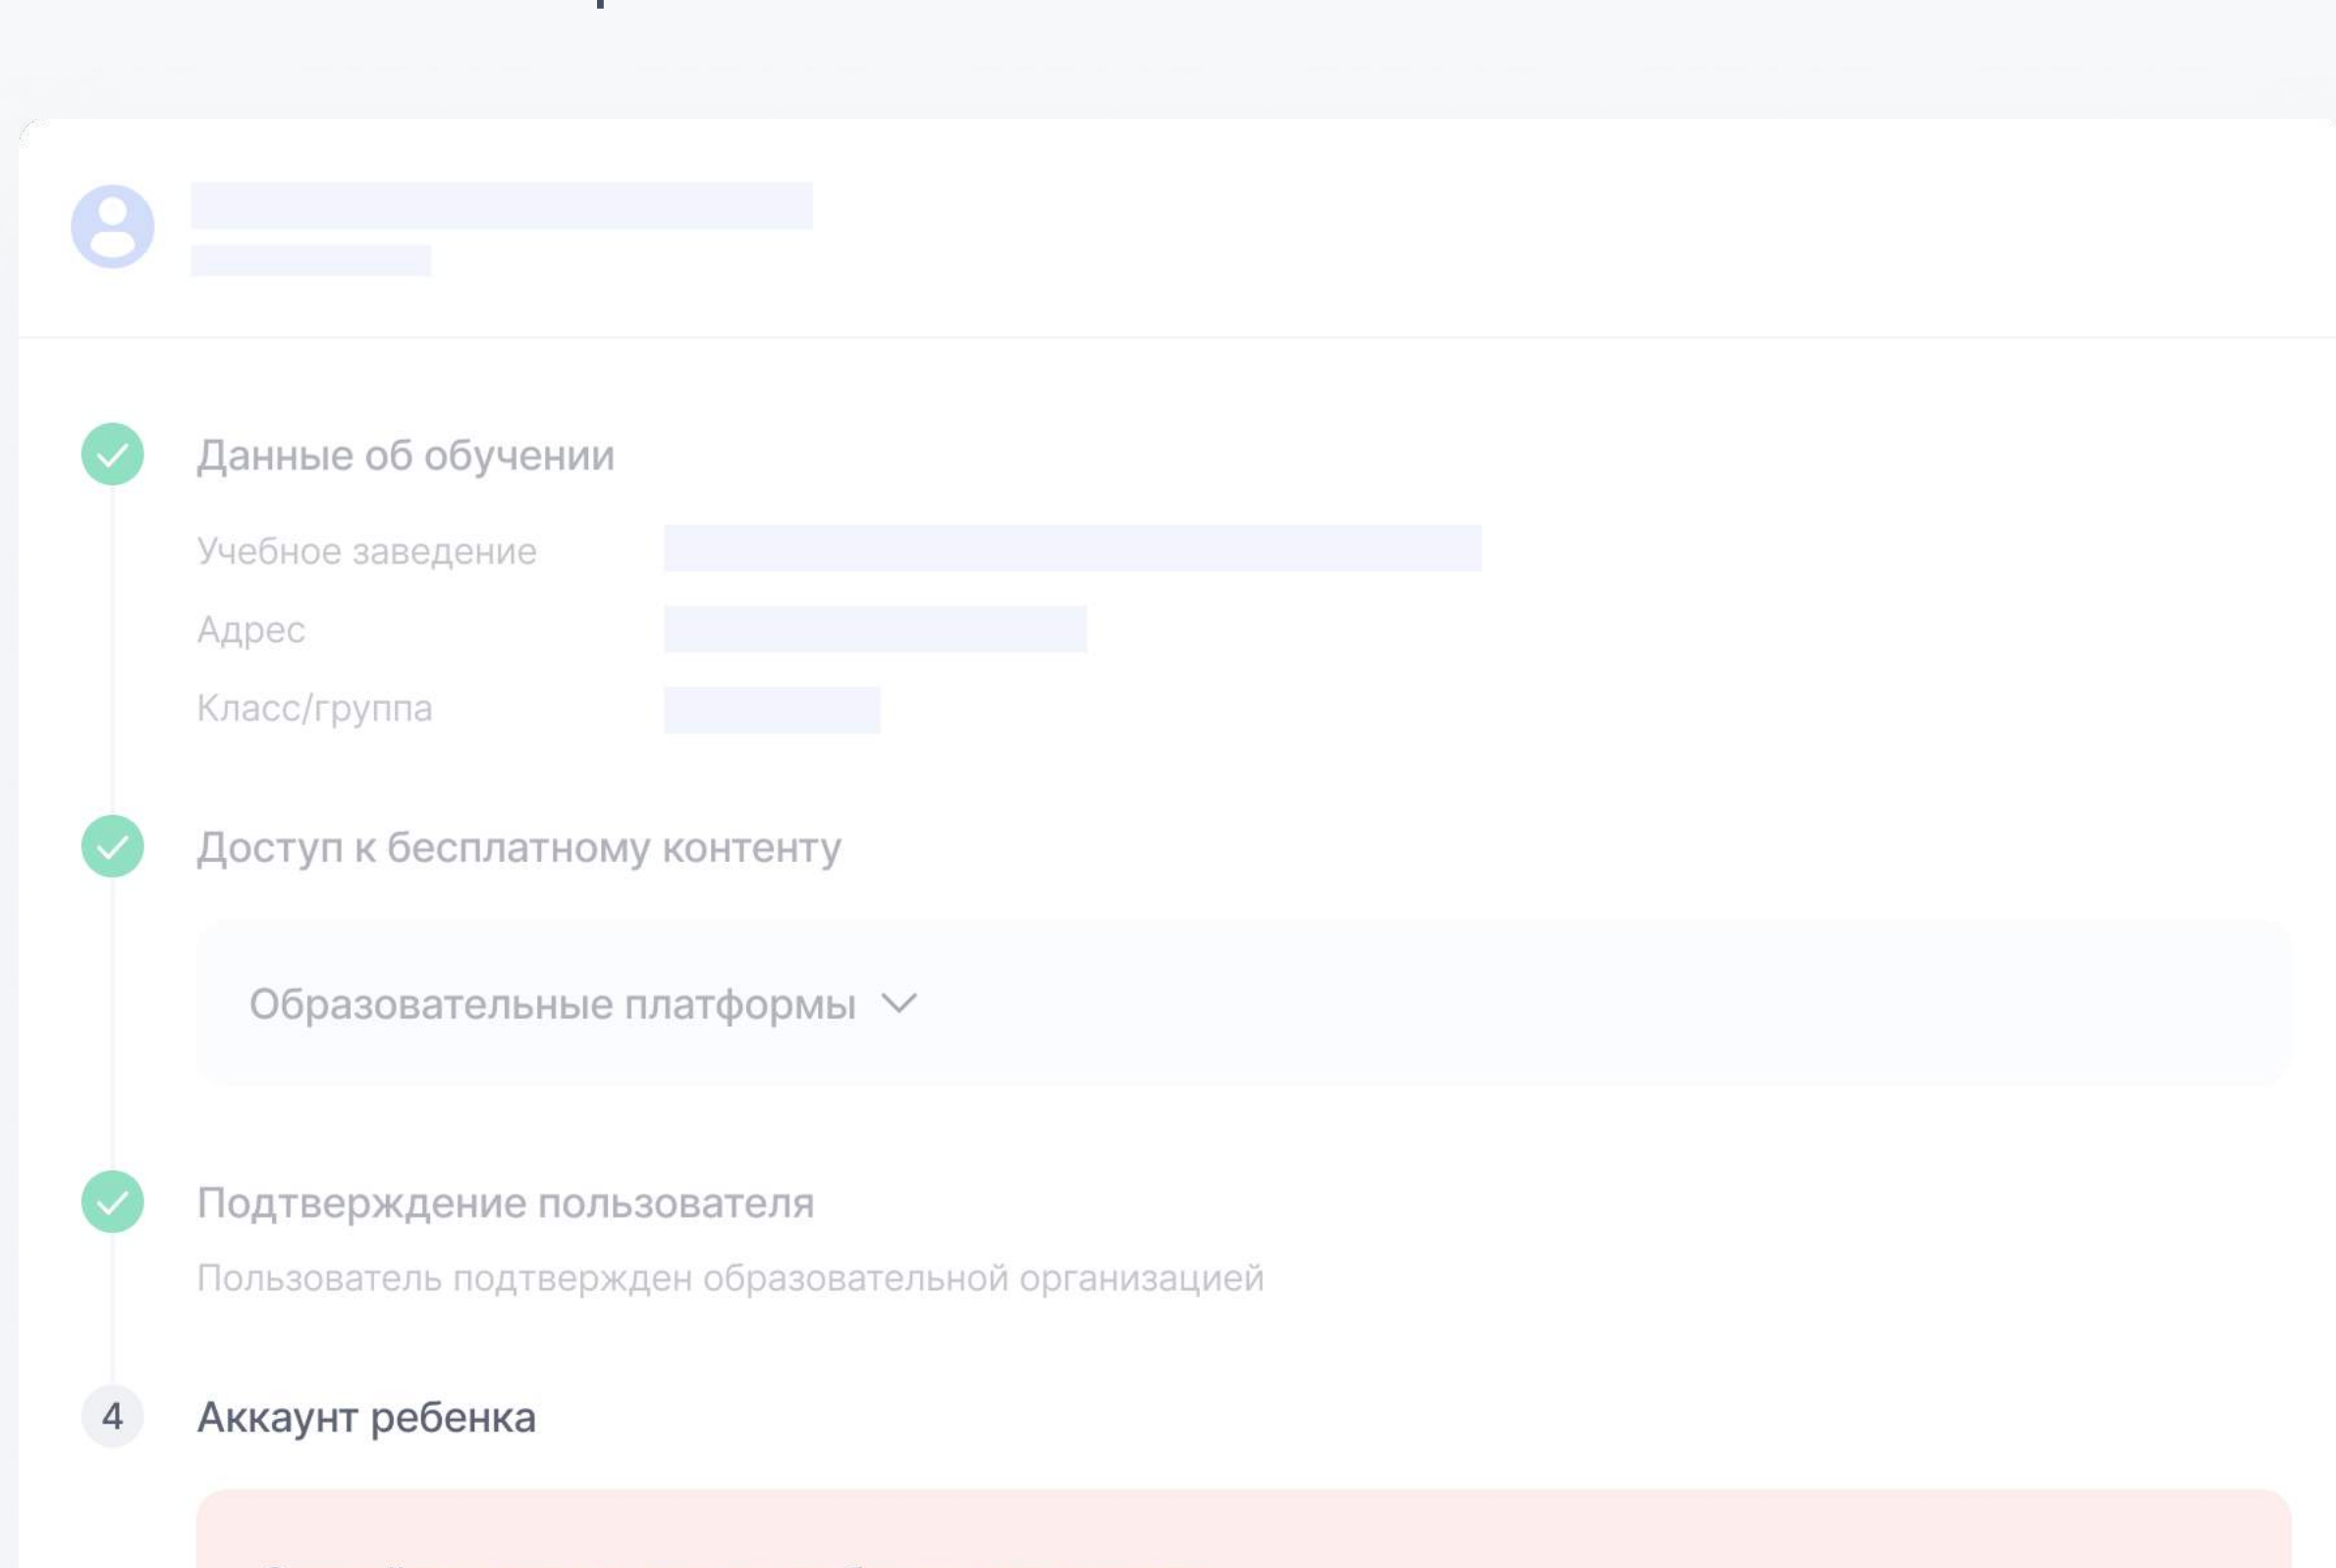 Данные об обучении
Учебное заведение
Адрес
Класс/группа
Доступ к бесплатному контенту
Образовательные платформы
Подтверждение пользователя
Пользователь подтвержден образовательной организацией
4 Аккаунт ребенка